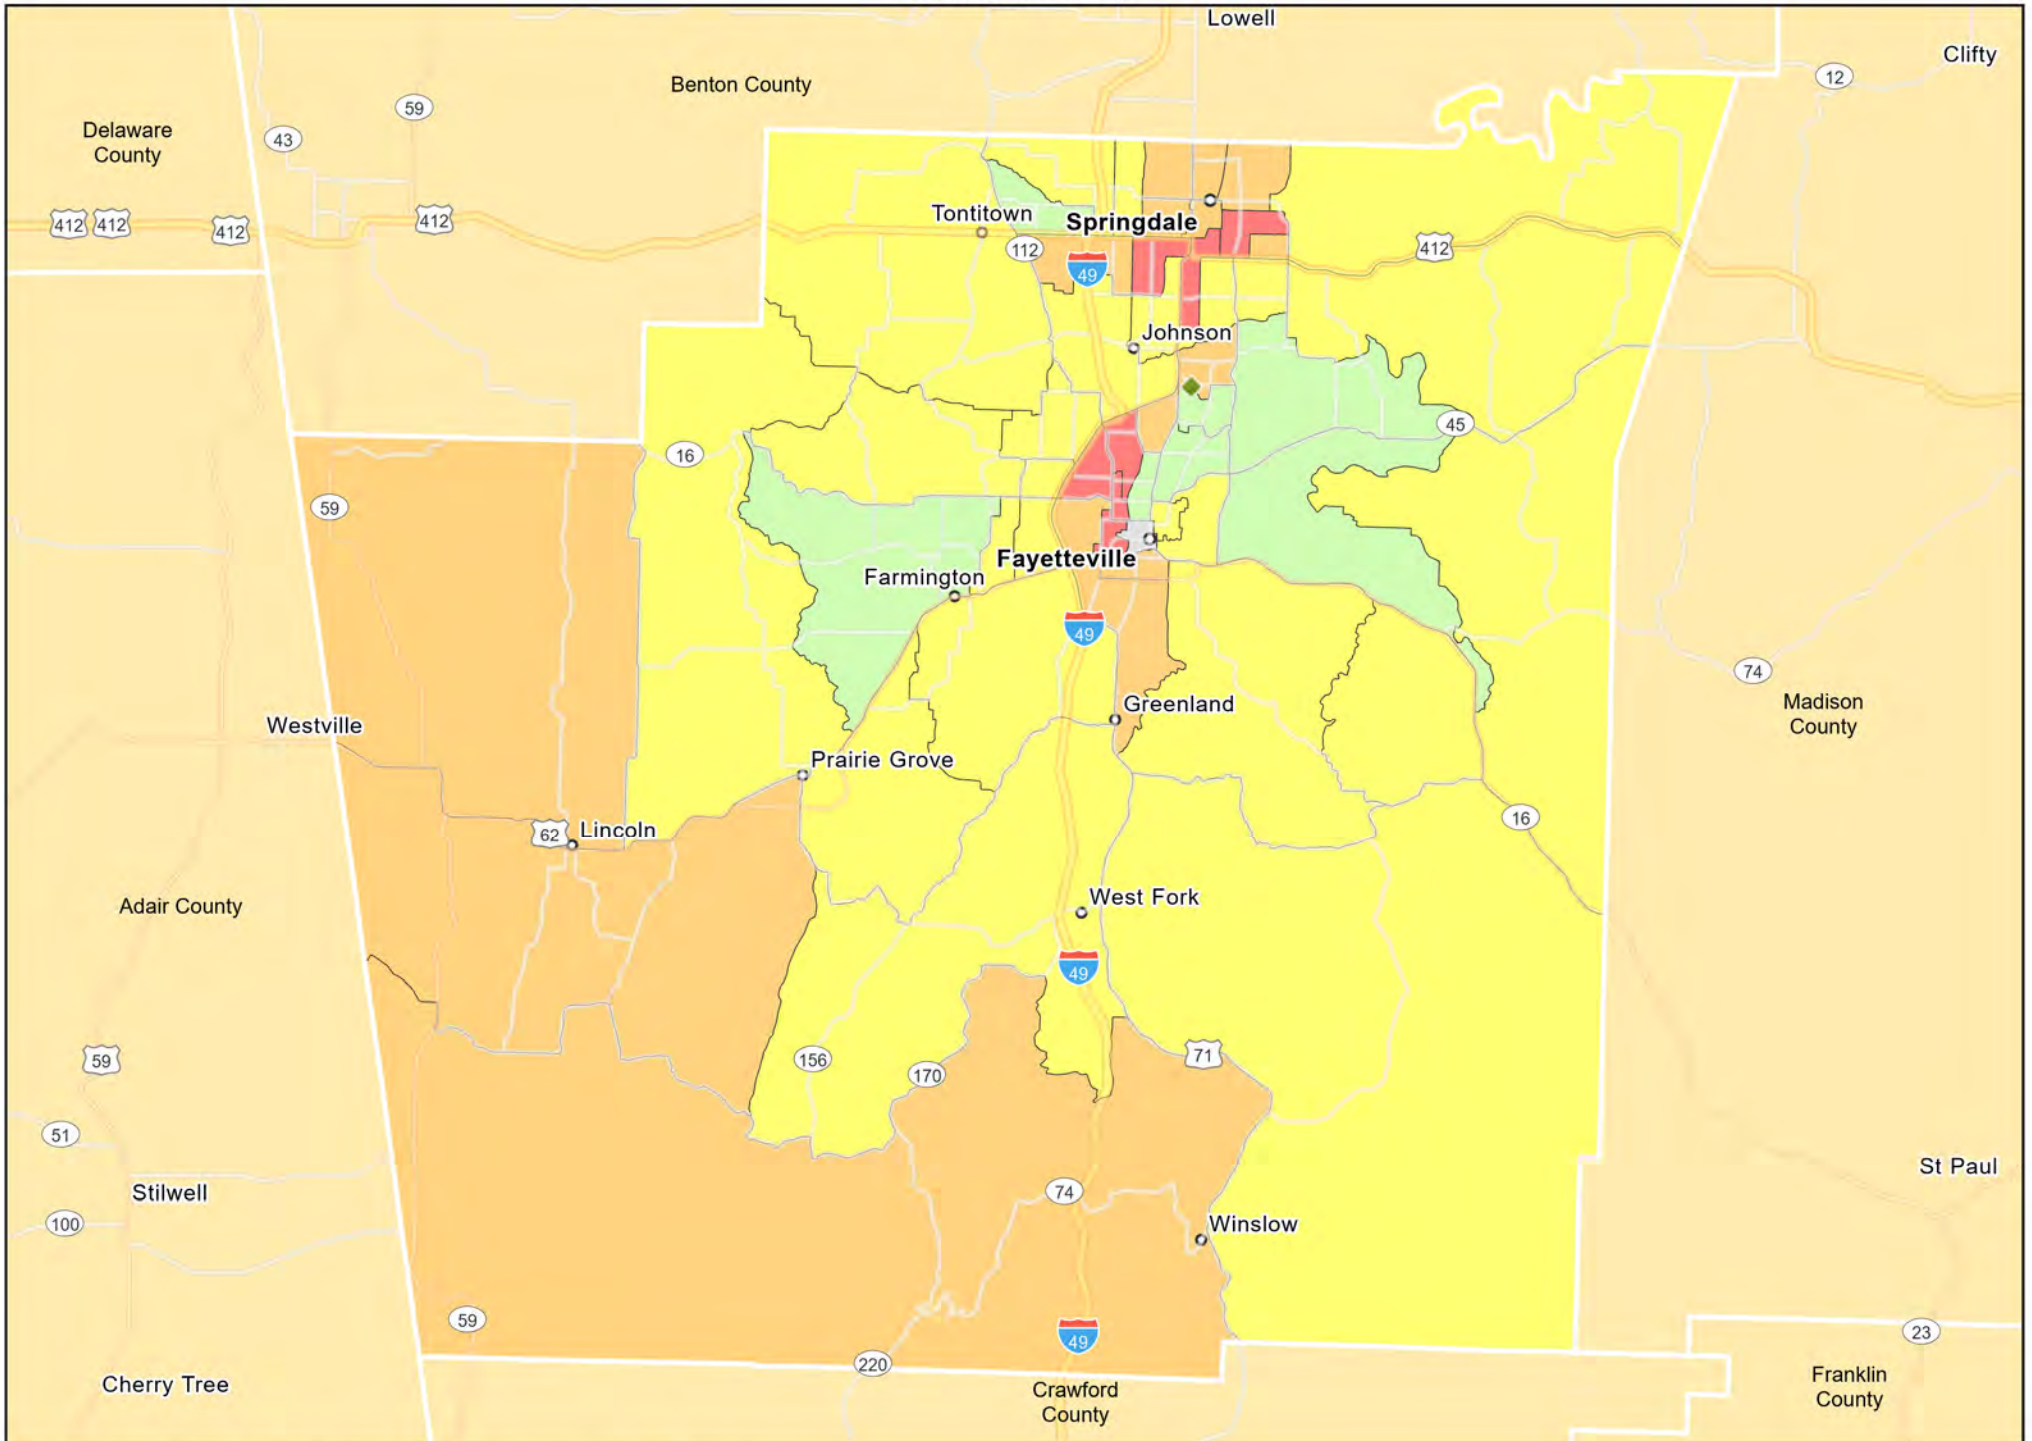 Lowell
Clifty
12
Benton County
59
Delaware
County
43
412
412
412
412
Tontitown
Springdale
112
412
49
Johnson
16
45
59
Fayetteville
Farmington
49
74
Greenland
Madison
County
Westville
Prairie Grove
16
62
Lincoln
West Fork
Adair County
49
59
156
170
71
51
St Paul
Stilwell
74
100
Winslow
59
49
23
220
Cherry Tree
Crawford
County
Franklin
County